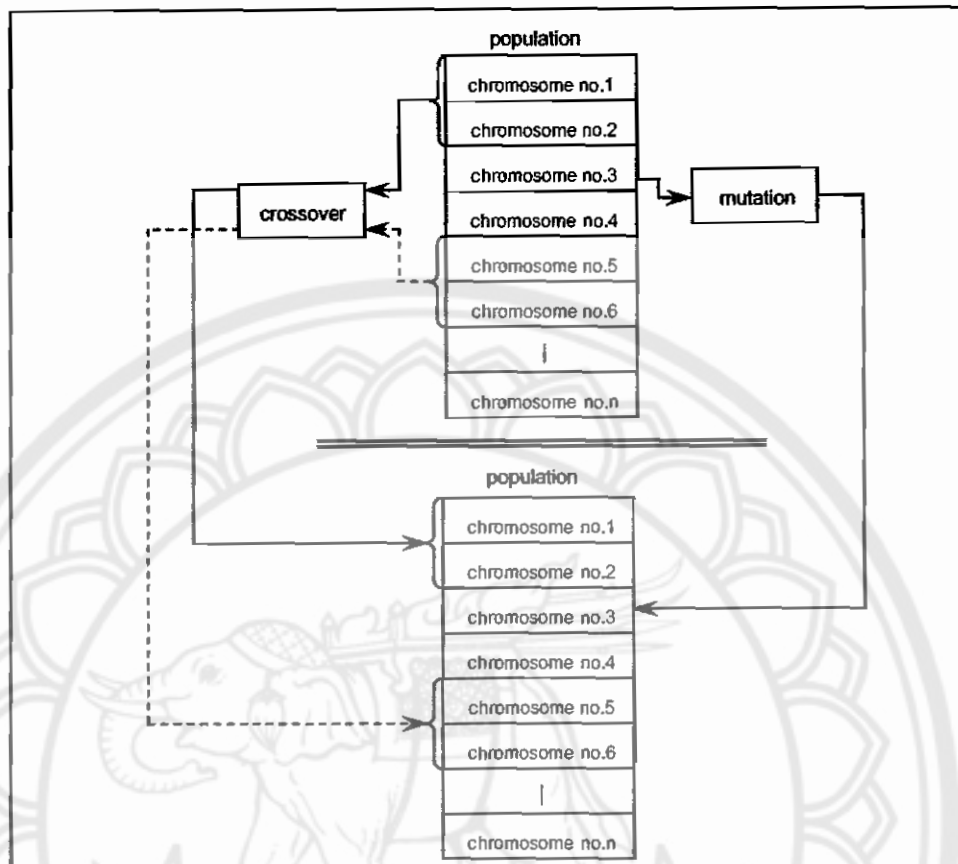 population
chromosome no.1
chromosome no.2
chromosome no.3
mutation
crossover
chromosome no.4
chromosome no.5
chromosome no.6
chromosome no.n
population
chromosome no.1
chromosome no.2
chromosome no.3
chromosome no.4
chromosome no.5
chromosome no.6
chromosome no.n